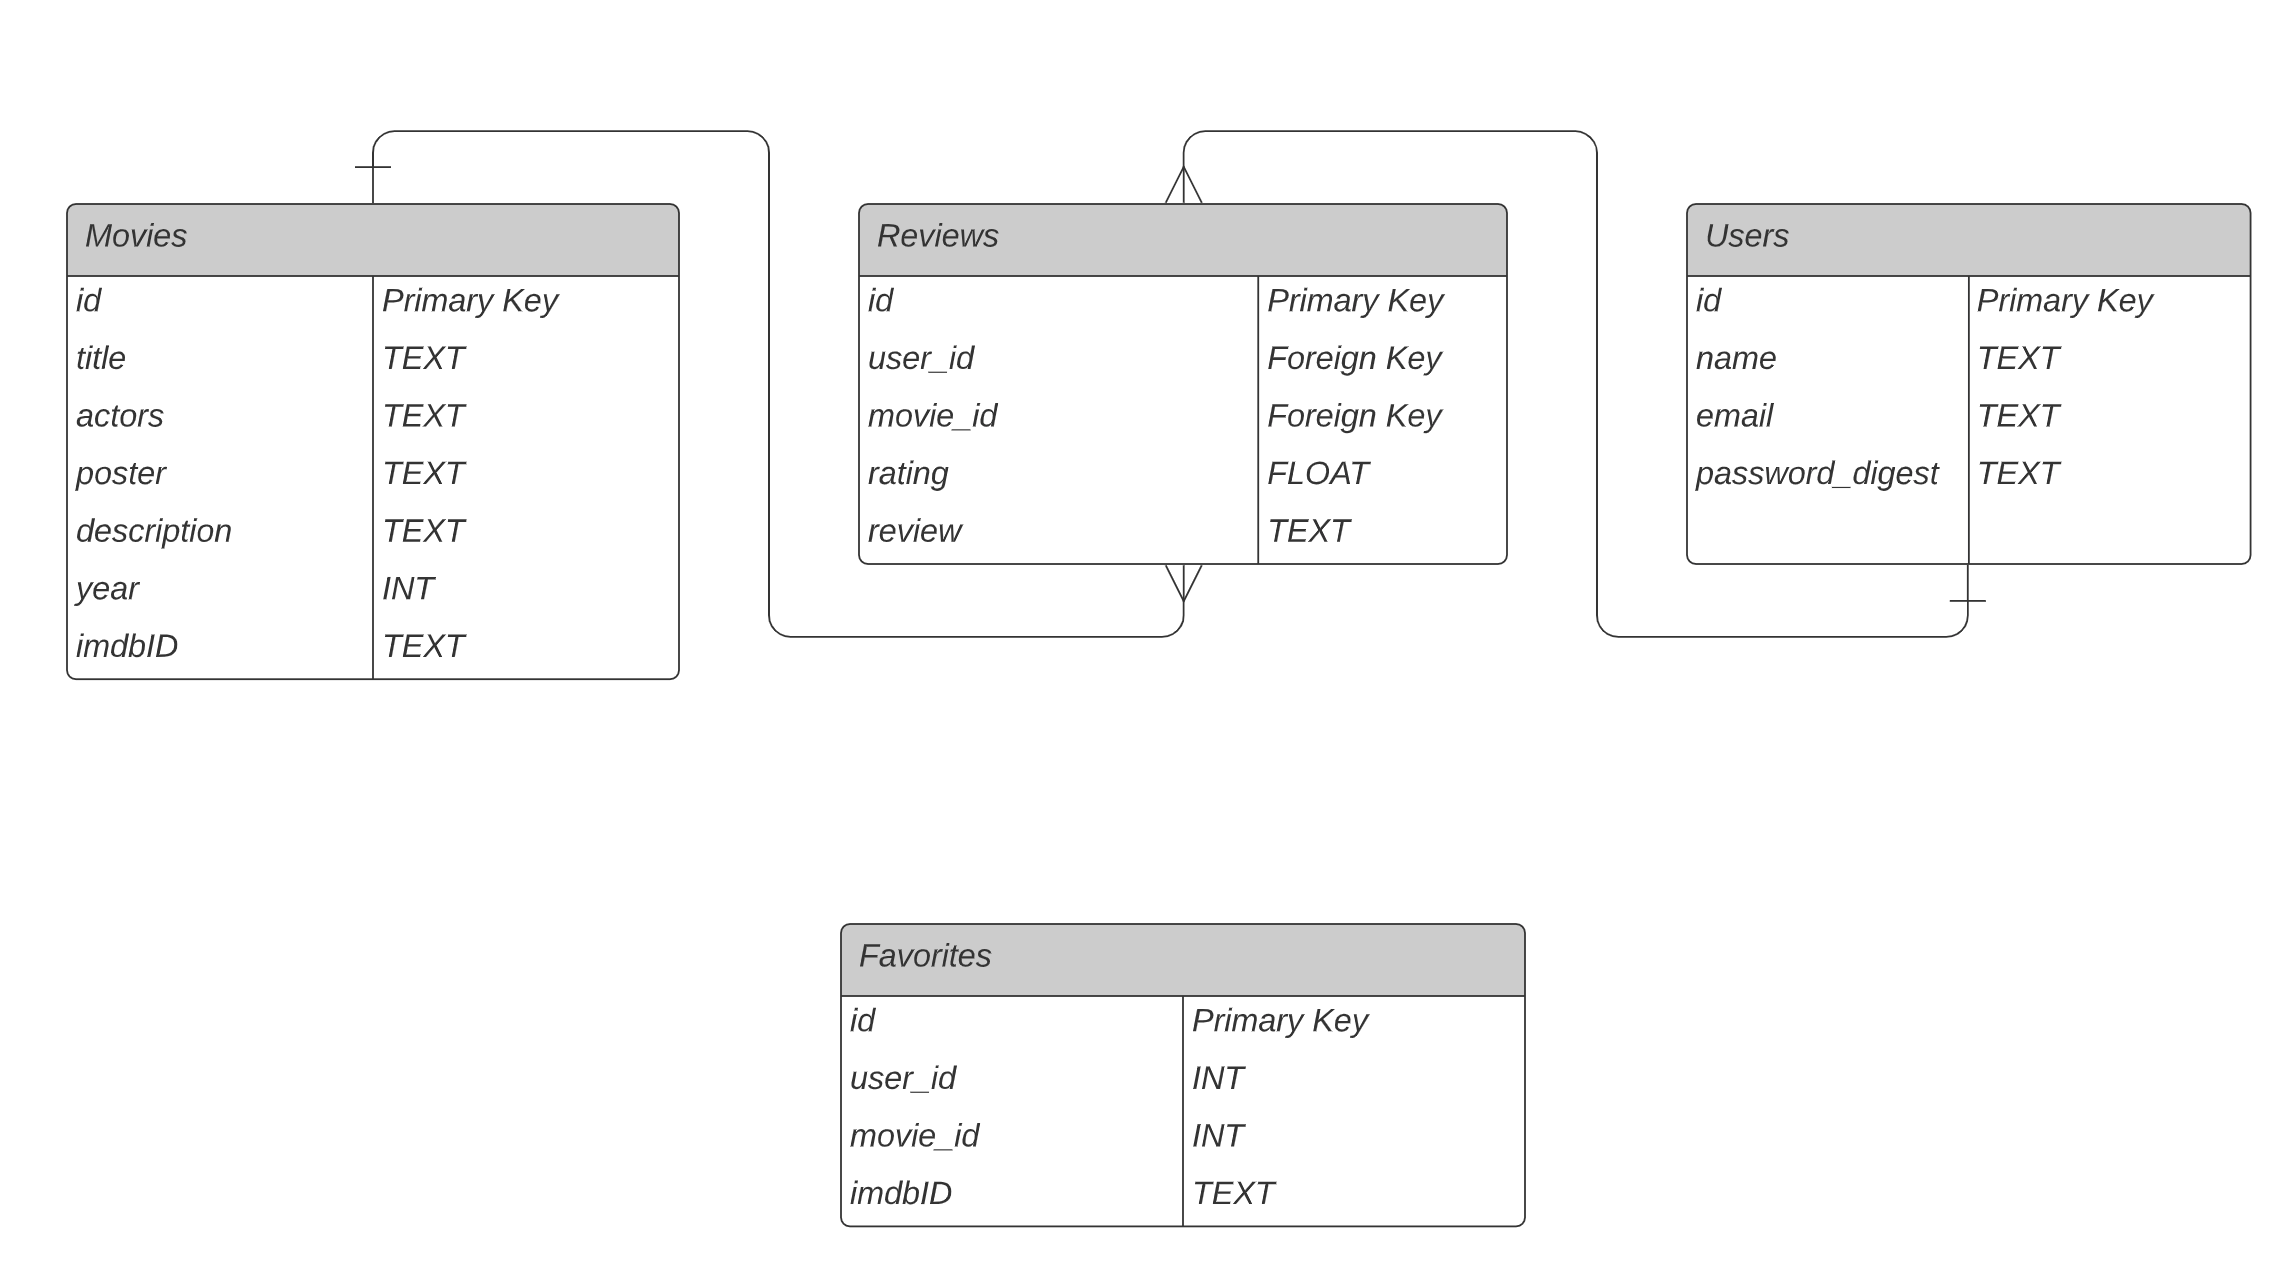 Movies
id Primary Key
title TEXT
actors TEXT
poster TEXT
description TEXT
year INT
imdbID TEXT
Reviews
id Primary Key
user_id Foreign Key
movie_id Foreign Key
rating FLOAT
review TEXT
Users
id Primary Key
name TEXT
email TEXT
password_digest TEXT
Favorites
id Primary Key
user_id INT
movie_id INT
imdbID TEXT